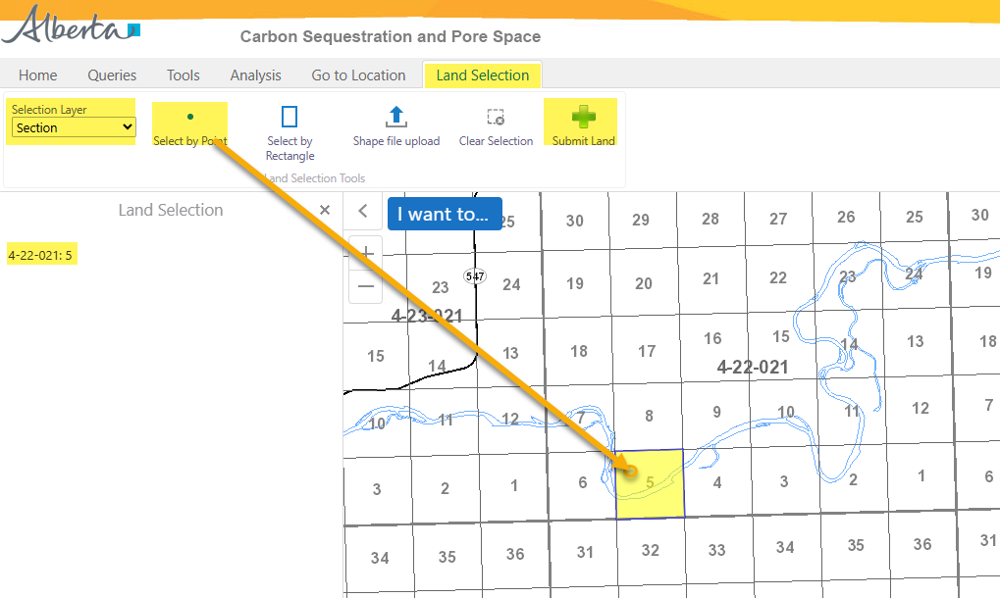 Alberta
Carbon Sequestration and Pore Space
Home Queries Tools Analysis Go to Location Land Selection
Selection Layer
Section
Select by Point
Select by
Rectangle
Shape file upload
Clear Selection
Submit Land
Land Selection Tools
Land Selection
I want to...
4-22-021: 5
25 30 29 28 27 26 25 30
547
23 24 19 20 21 22 23 24 19
4-23-021
15 14 13 18 17 16 15 14 13 18
4-22-021
10 11 12 7 8 9 10 11 12 7
3 2 1 6 5 4 3 2 1 6
34 35 36 31 32 33 34 35 36 31